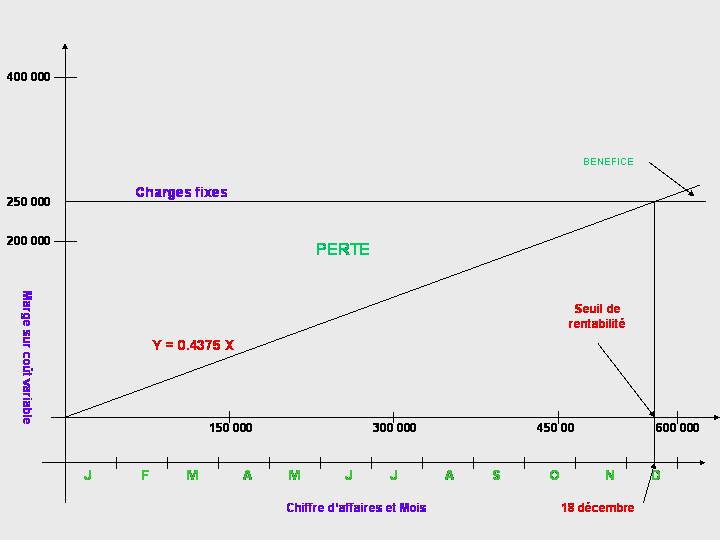 400 000
BENEFICE
Charges fixes
250 000
200 000
PERTE
Marge sur coût variable
Seuil de
rentabilité
Y = 0.4375 X
150 000
300 000
450 00
600 000
J F M A M J J A S O N D
Chiffre d'affaires et Mois
18 décembre